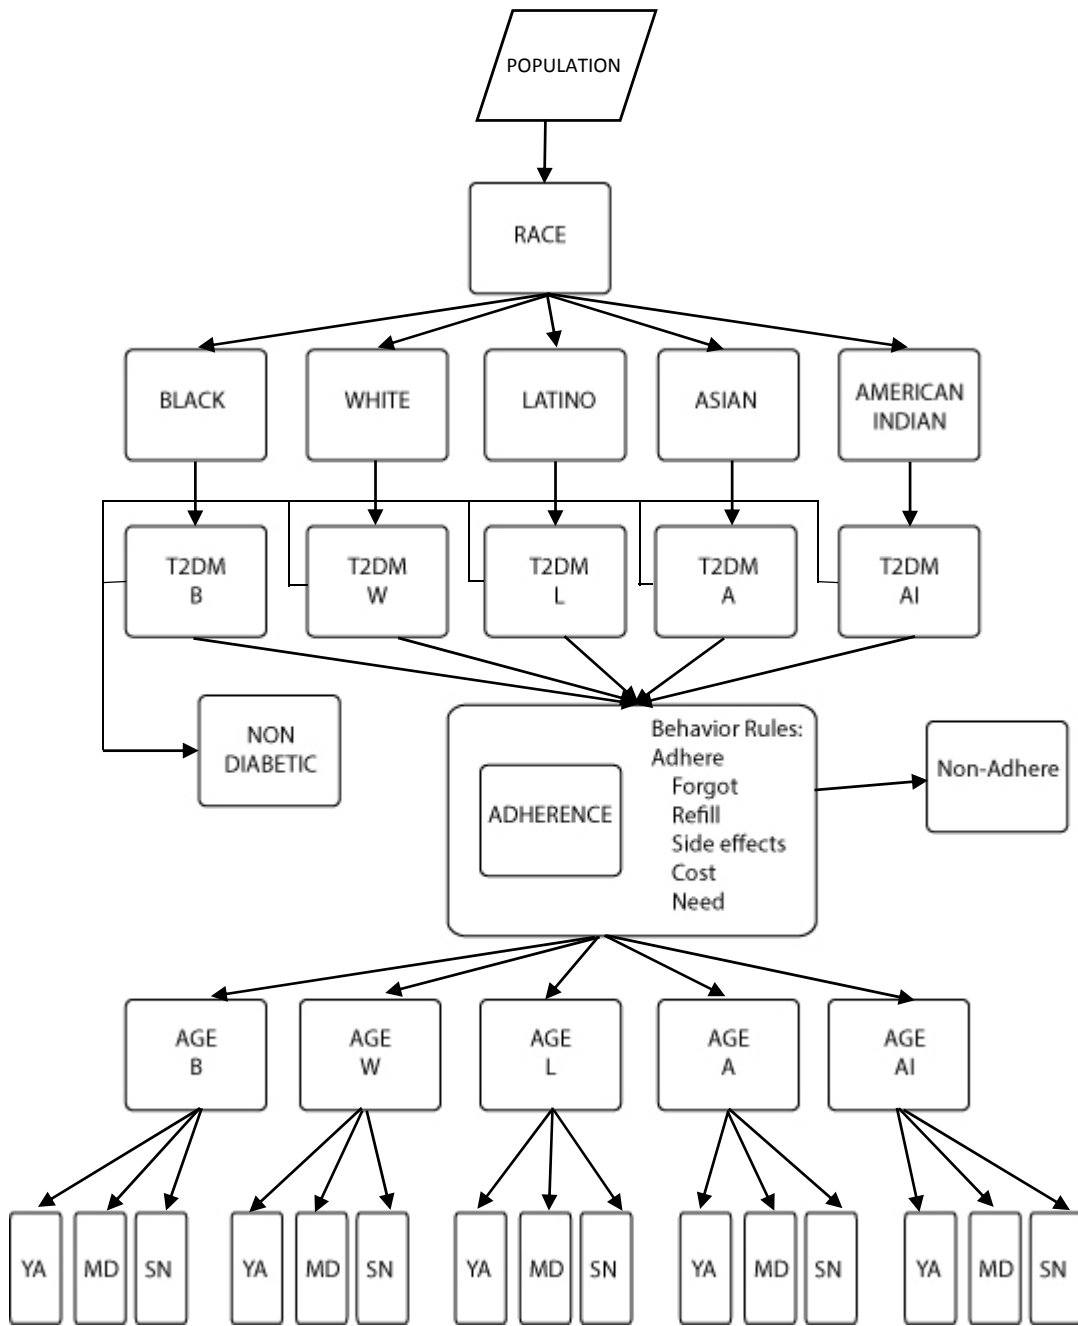 POPULATION
RACE
BLACK
WHITE
LATINO
ASIAN
AMERICAN
INDIAN
T2DM
B
T2DM
W
T2DM
L
T2DM
A
T2DM
AI
NON
DIABETIC
ADHERENCE
Behavior Rules:
Adhere
Forgot
Refill
Side effects
Cost
Need
Non-Adhere
AGE
B
AGE
W
AGE
L
AGE
A
AGE
AI
YA
MD
SN
YA
MD
SN
YA
MD
SN
YA
MD
SN
YA
MD
SN